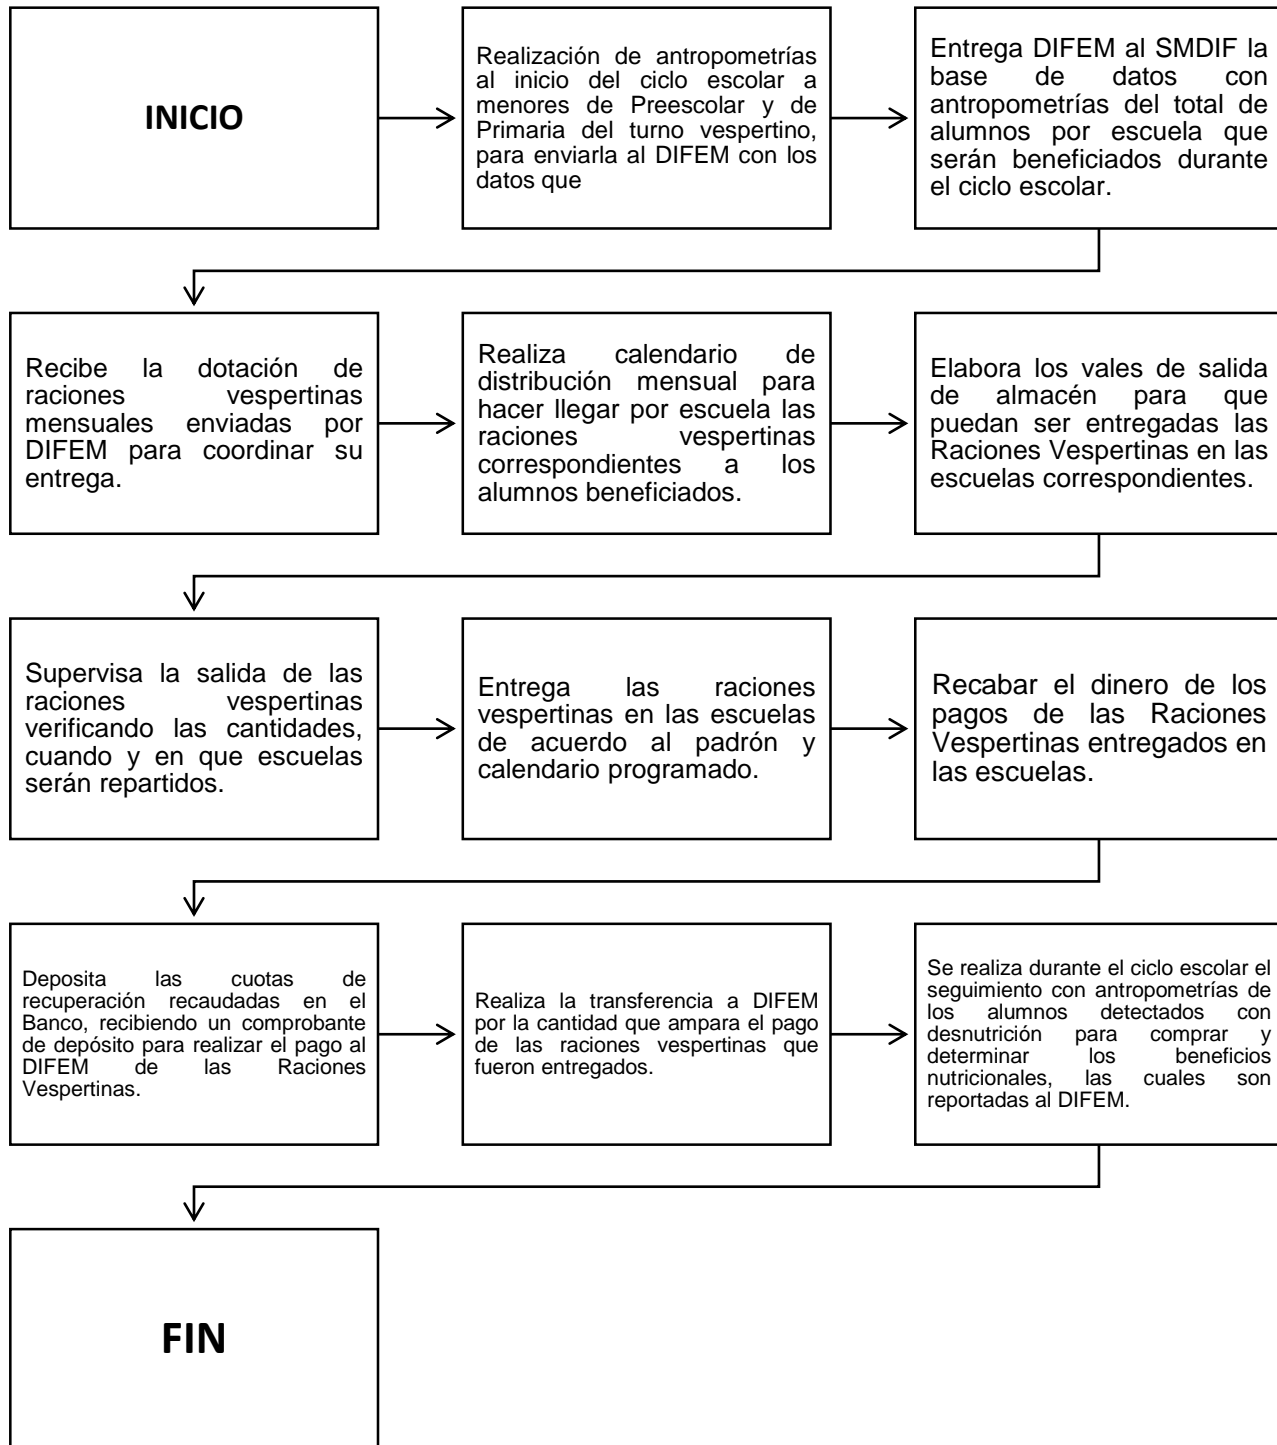 INICIO
Realización de antropometrías
al inicio del ciclo escolar a
menores de Preescolar y de
Primaria del turno vespertino,
para enviarla al DIFEM con los
datos que
Entrega DIFEM al SMDIF la
base de datos con
antropometrías del total de
alumnos por escuela que
serán beneficiados durante
el ciclo escolar.
Recibe la dotación de
raciones vespertinas
mensuales enviadas por
DIFEM para coordinar su
entrega.
Realiza calendario de
distribución mensual para
hacer llegar por escuela las
raciones vespertinas
correspondientes a los
alumnos beneficiados.
Elabora los vales de salida
de almacén para que
puedan ser entregadas las
Raciones Vespertinas en las
escuelas correspondientes.
Supervisa la salida de las
raciones vespertinas
verificando las cantidades,
cuando y en que escuelas
serán repartidos.
Entrega las raciones
vespertinas en las escuelas
de acuerdo al padrón y
calendario programado.
Recabar el dinero de los
pagos de las Raciones
Vespertinas entregados en
las escuelas.
Deposita las cuotas de
recuperación recaudadas en el
Banco, recibiendo un comprobante
de depósito para realizar el pago al
DIFEM de las Raciones
Vespertinas.
Realiza la transferencia a DIFEM
por la cantidad que ampara el pago
de las raciones vespertinas que
fueron entregados.
Se realiza durante el ciclo escolar el
seguimiento con antropometrías de
los alumnos detectados con
desnutrición para comprar y
determinar los beneficios
nutricionales, las cuales son
reportadas al DIFEM.
FIN